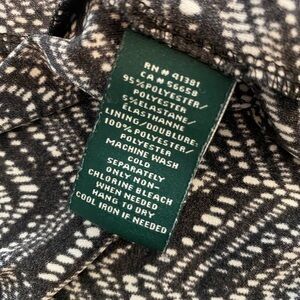 RN # 41381
CA # 56658
95% POLYESTER/
POLYESTER
5% ELASTANE/
ELASTHANNE
LINING/DOUBLURE:
100% POLYESTER/
POLYESTER
MACHINE WASH
COLD
SEPARATELY
ONLY NON-
CHLORINE BLEACH
WHEN NEEDED
HANG TO DRY
COOL IRON IF NEEDED